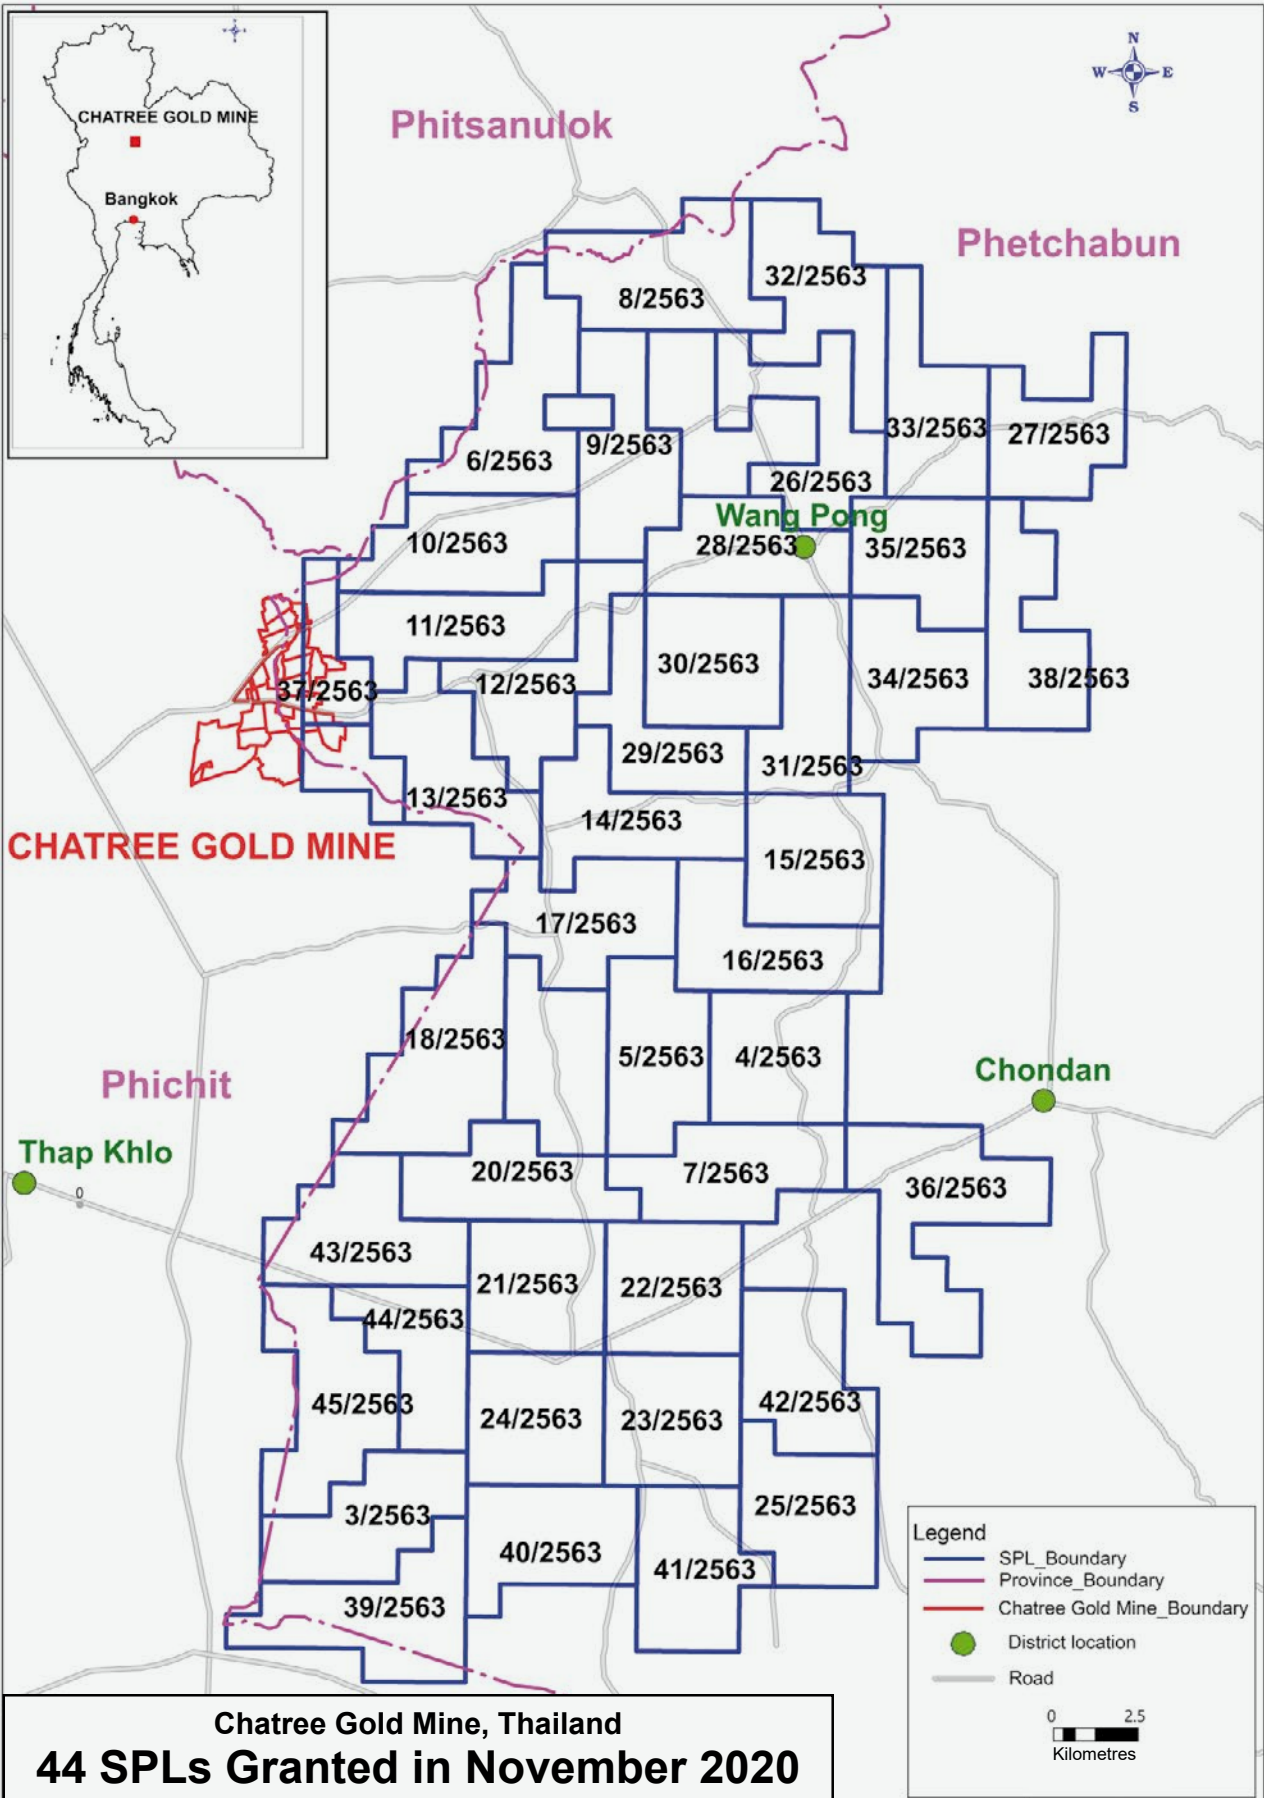 CHATREE GOLD MINE
Bangkok
N
W E
S
Phitsanulok
Phetchabun
32/2563
8/2563
33/2563
27/2563
9/2563
6/2563
26/2563
Wang Pong
10/2563
28/2563
35/2563
11/2563
30/2563
34/2563
38/2563
12/2563
37/2563
29/2563
31/2563
13/2563
14/2563
CHATREE GOLD MINE
15/2563
17/2563
16/2563
18/2563
5/2563
4/2563
Chondan
Phichit
Thap Khlo
0
20/2563
7/2563
36/2563
43/2563
21/2563
22/2563
44/2563
45/2563
24/2563
23/2563
42/2563
3/2563
25/2563
40/2563
41/2563
39/2563
Legend
SPL_Boundary
Province_Boundary
Chatree Gold Mine_Boundary
District location
Road
0 2.5
Kilometres
Chatree Gold Mine, Thailand
44 SPLs Granted in November 2020